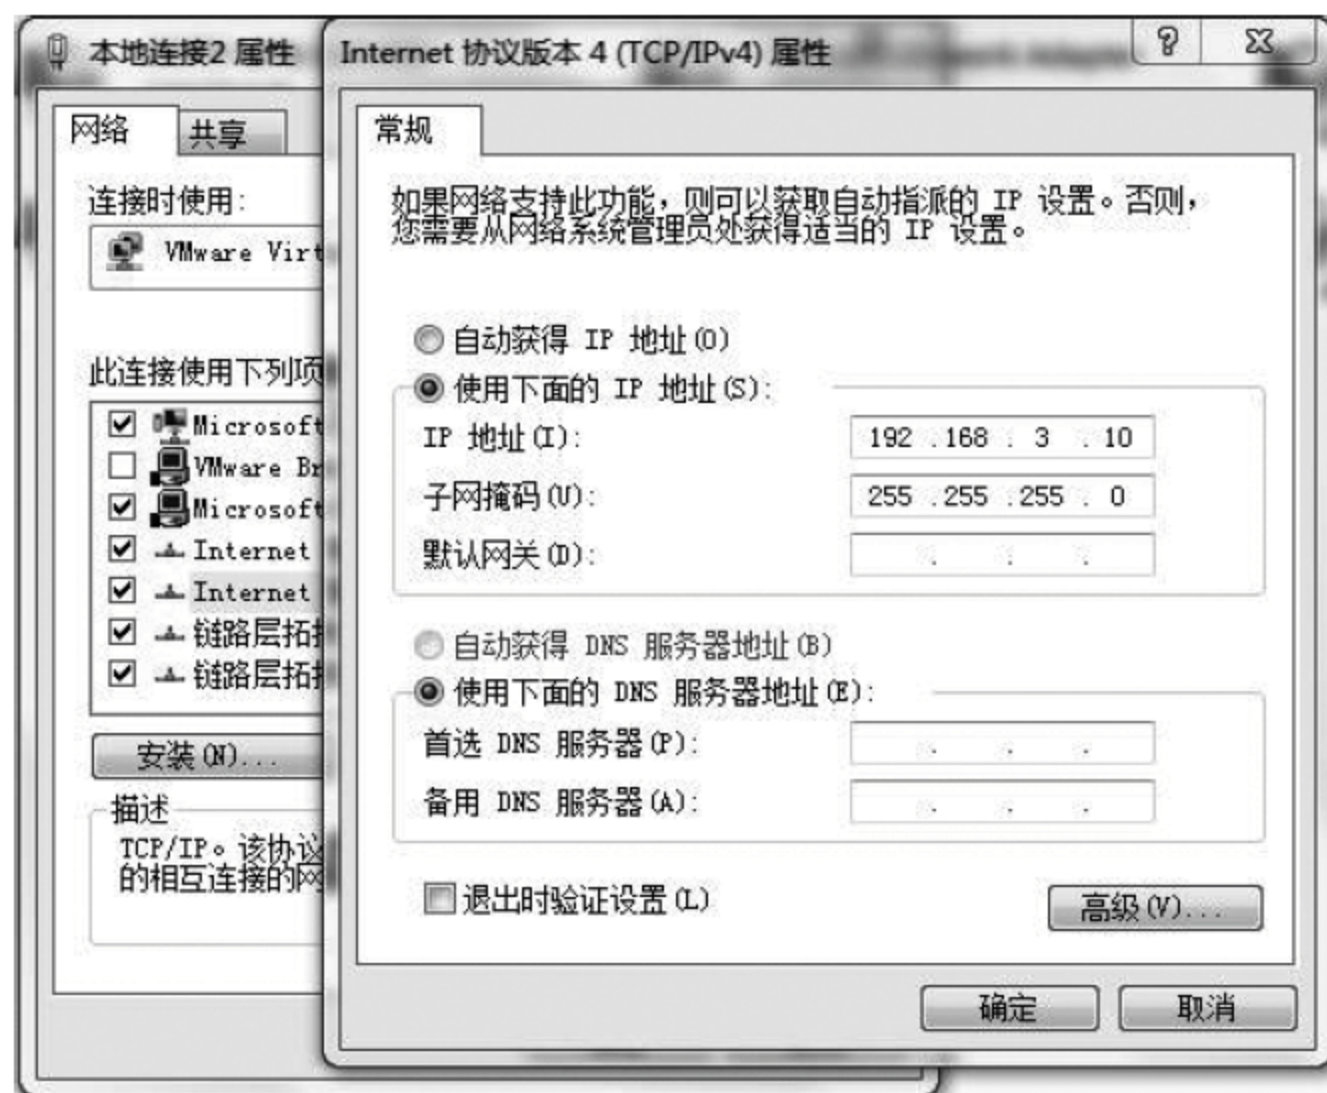 本地连接2 属性
网络
共享
连接时使用:
VMware Virt
此连接使用下列项
Microsoft
VMware Br
Microsoft
Internet
Internet
链路层拓扑
链路层拓扑
安装(N)...
描述
TCP/IP。该协议
的相互连接的网
Internet 协议版本 4 (TCP/IPv4) 属性
常规
如果网络支持此功能，则可以获取自动指派的 IP 设置。否则，
您需要从网络系统管理员处获得适当的 IP 设置。
自动获得 IP 地址(O)
使用下面的 IP 地址(S):
IP 地址(I): 192 .168 . 3 . 10
子网掩码(U): 255 .255 .255 . 0
默认网关(D): . . .
自动获得 DNS 服务器地址(B)
使用下面的 DNS 服务器地址(E):
首选 DNS 服务器(P): . . .
备用 DNS 服务器(A): . . .
退出时验证设置(L)
高级(V)...
确定
取消